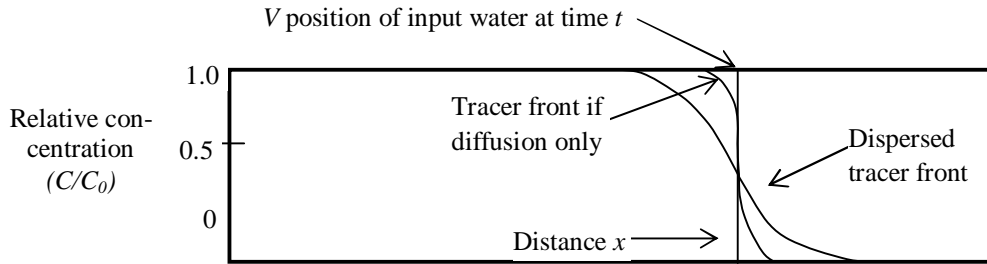 V position of input water at time t
1.0
Relative con-
centration
(C/C0)
0.5
0
Tracer front if
diffusion only
Dispersed
tracer front
Distance x